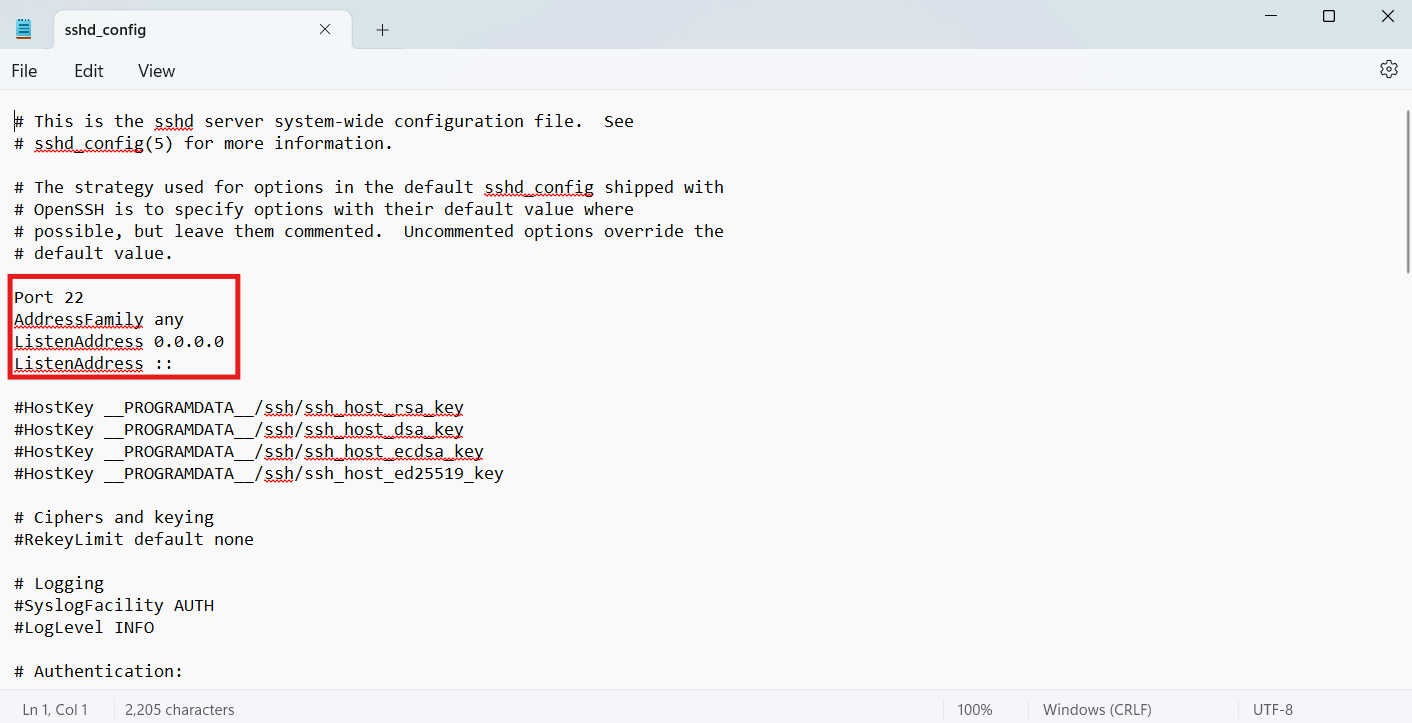 sshd_config
File Edit View
# This is the sshd server system-wide configuration file.  See
# sshd_config(5) for more information.
# The strategy used for options in the default sshd_config shipped with
# OpenSSH is to specify options with their default value where
# possible, but leave them commented.  Uncommented options override the
# default value.
Port 22
AddressFamily any
ListenAddress 0.0.0.0
ListenAddress ::
#HostKey __PROGRAMDATA__/ssh/ssh_host_rsa_key
#HostKey __PROGRAMDATA__/ssh/ssh_host_dsa_key
#HostKey __PROGRAMDATA__/ssh/ssh_host_ecdsa_key
#HostKey __PROGRAMDATA__/ssh/ssh_host_ed25519_key
# Ciphers and keying
#RekeyLimit default none
# Logging
#SyslogFacility AUTH
#LogLevel INFO
# Authentication:
Ln 1, Col 1 2,205 characters 100% Windows (CRLF) UTF-8